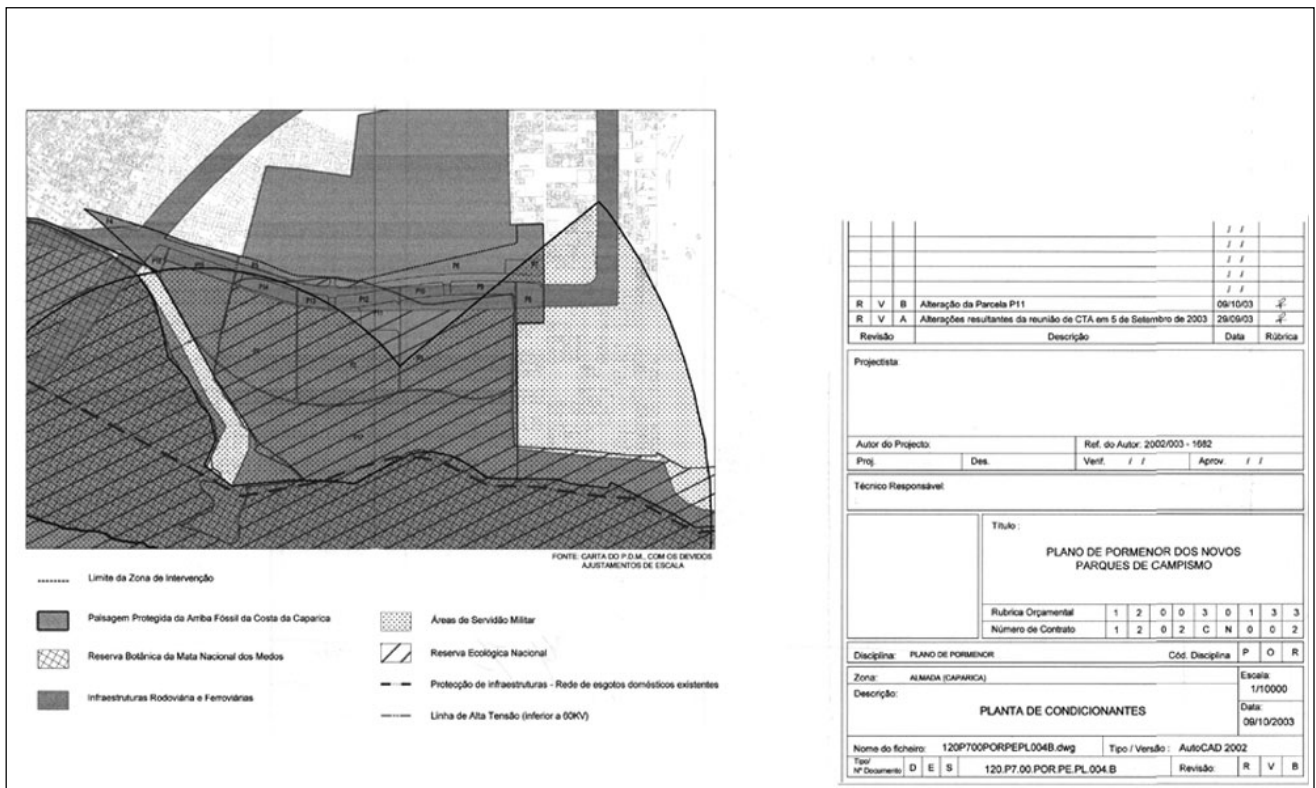 FONTE: CARTA DO P.D.M., COM OS DEVIDOS
AJUSTAMENTOS DE ESCALA
Limite da Zona de Intervenção
Paisagem Protegida da Arriba Fóssil da Costa da Caparica
Reserva Botânica da Mata Nacional dos Medos
Infraestruturas Rodoviária e Ferroviárias
Áreas de Servidão Militar
Reserva Ecológica Nacional
Protecção de infraestruturas - Rede de esgotos domésticos existentes
Linha de Alta Tensão (inferior a 60KV)
/ /
/ /
/ /
/ /
/ /
R V B Alteração da Parcela P11 09/10/03
R V A Alterações resultantes da reunião de CTA em 5 de Setembro de 2003 29/09/03
Revisão Descrição Data Rúbrica
Projectista:
Autor do Projecto: Ref. do Autor: 2002/003 - 1682
Proj. Des. Verif. / / Aprov. / /
Técnico Responsável:
Título :
PLANO DE PORMENOR DOS NOVOS
PARQUES DE CAMPISMO
Rubrica Orçamental 1 2 0 0 3 0 1 3 3
Número de Contrato 1 2 0 2 C N 0 0 2
Disciplina: PLANO DE PORMENOR Cód. Disciplina P O R
Zona: ALMADA (CAPARICA) Escala:
1/10000
Descrição:
PLANTA DE CONDICIONANTES
Data:
09/10/2003
Nome do ficheiro: 120P700PORPEPL004B.dwg Tipo / Versão : AutoCAD 2002
Tipo/
Nº Documento D E S 120.P7.00.POR.PE.PL.004.B Revisão: R V B